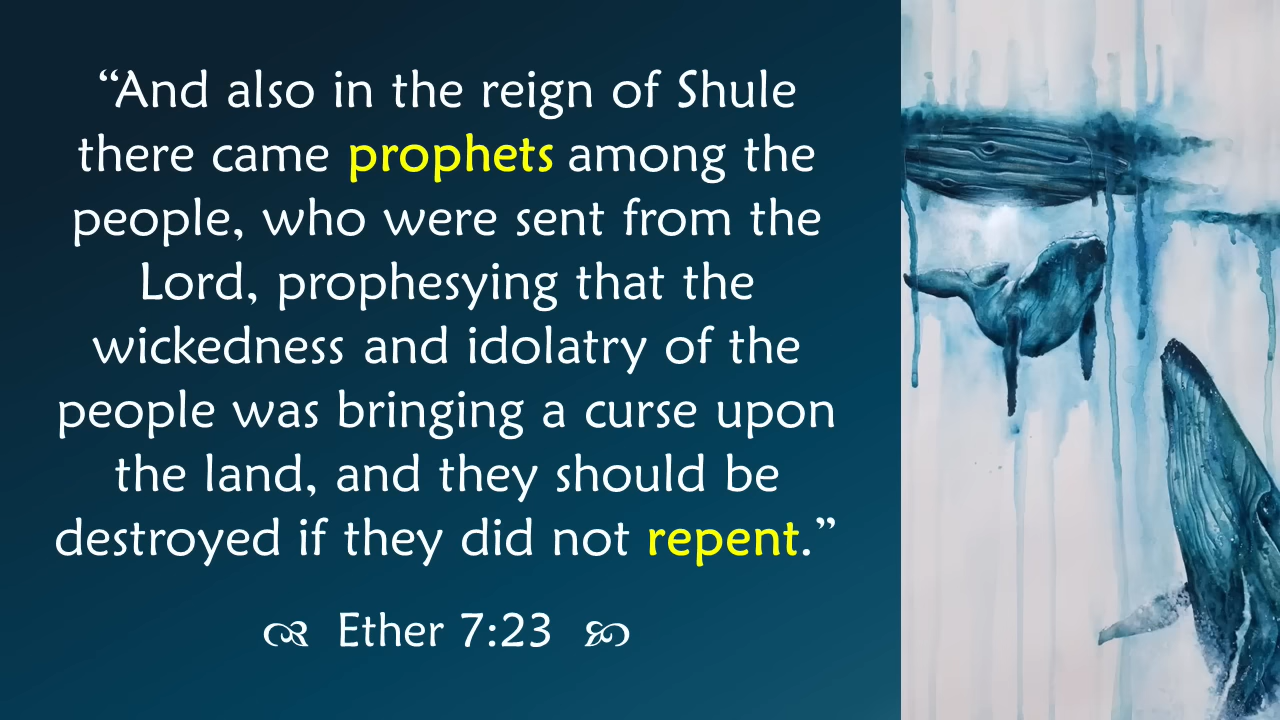 “And also in the reign of Shule
there came prophets among the
people, who were sent from the
Lord, prophesying that the
wickedness and idolatry of the
people was bringing a curse upon
the land, and they should be
destroyed if they did not repent.”
Ether 7:23